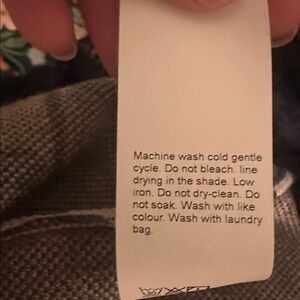 Machine wash cold gentle
cycle. Do not bleach. line
drying in the shade. Low
iron. Do not dry-clean. Do
not soak. Wash with like
colour. Wash with laundry
bag.